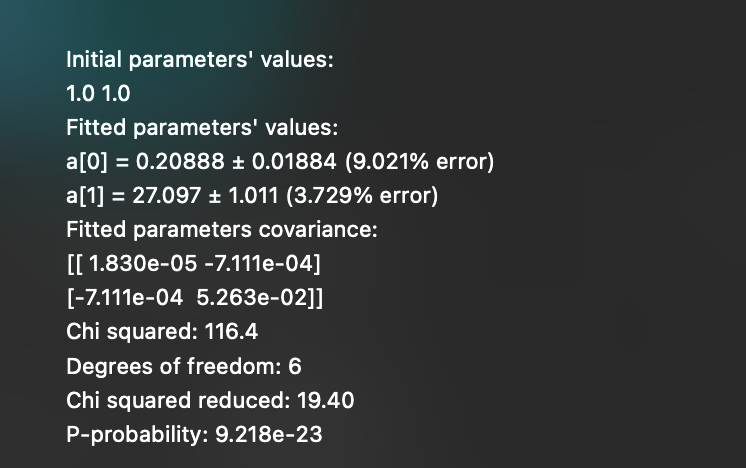 Initial parameters' values:
1.0 1.0
Fitted parameters' values:
a[0] = 0.20888 ± 0.01884 (9.021% error)
a[1] = 27.097 ± 1.011 (3.729% error)
Fitted parameters covariance:
[[ 1.830e-05 -7.111e-04]
[-7.111e-04  5.263e-02]]
Chi squared: 116.4
Degrees of freedom: 6
Chi squared reduced: 19.40
P-probability: 9.218e-23